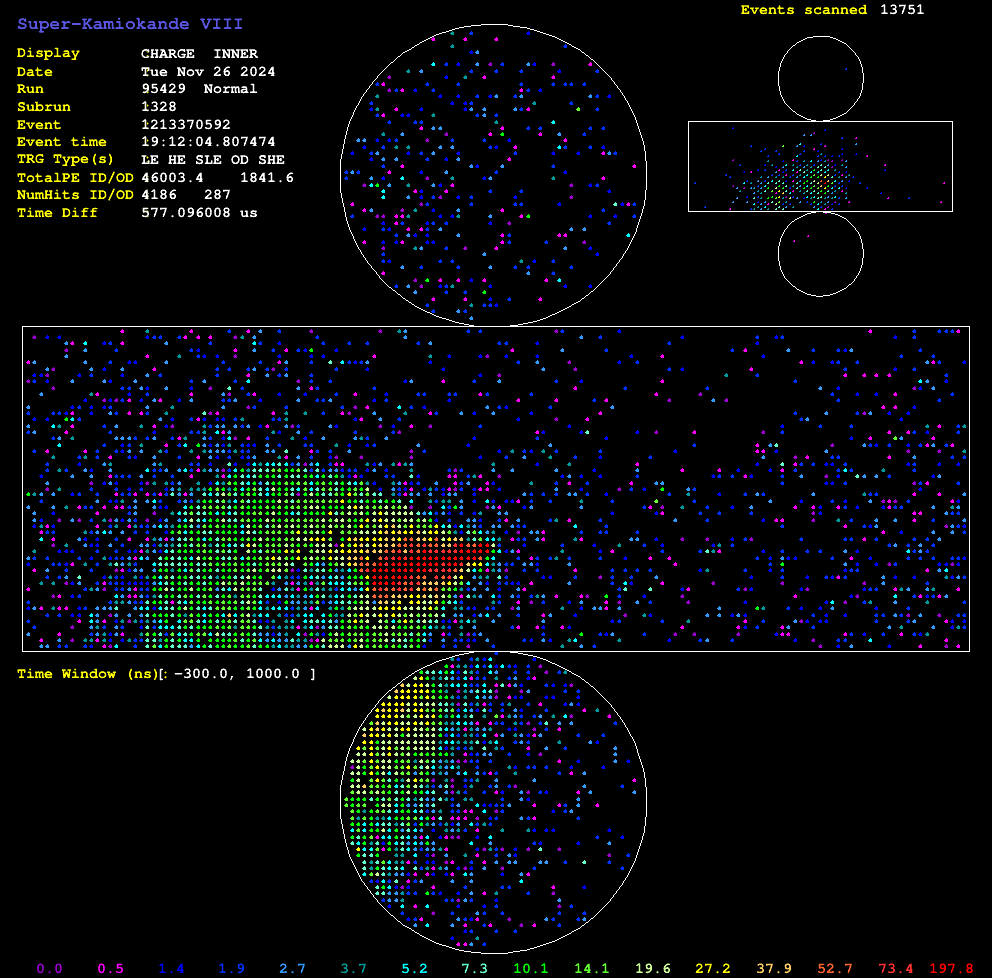 Super-Kamiokande VIII
Events scanned 13751
Display CHARGE INNER
Date Tue Nov 26 2024
Run 95429 Normal
Subrun 1328
Event 1213370592
Event time 19:12:04.807474
TRG Type(s) LE HE SLE OD SHE
TotalPE ID/OD 46003.4 1841.6
NumHits ID/OD 4186 287
Time Diff 577.096008 us
Time Window (ns)[: −300.0, 1000.0 ]
0.0 0.5 1.4 1.9 2.7 3.7 5.2 7.3 10.1 14.1 19.6 27.2 37.9 52.7 73.4 197.8